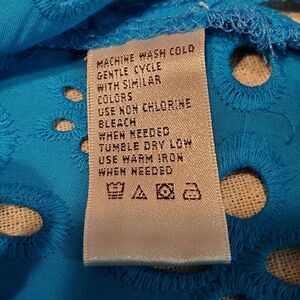 MACHINE WASH COLD
GENTLE CYCLE
WITH SIMILAR
COLORS
USE NON CHLORINE
BLEACH
WHEN NEEDED
TUMBLE DRY LOW
USE WARM IRON
WHEN NEEDED